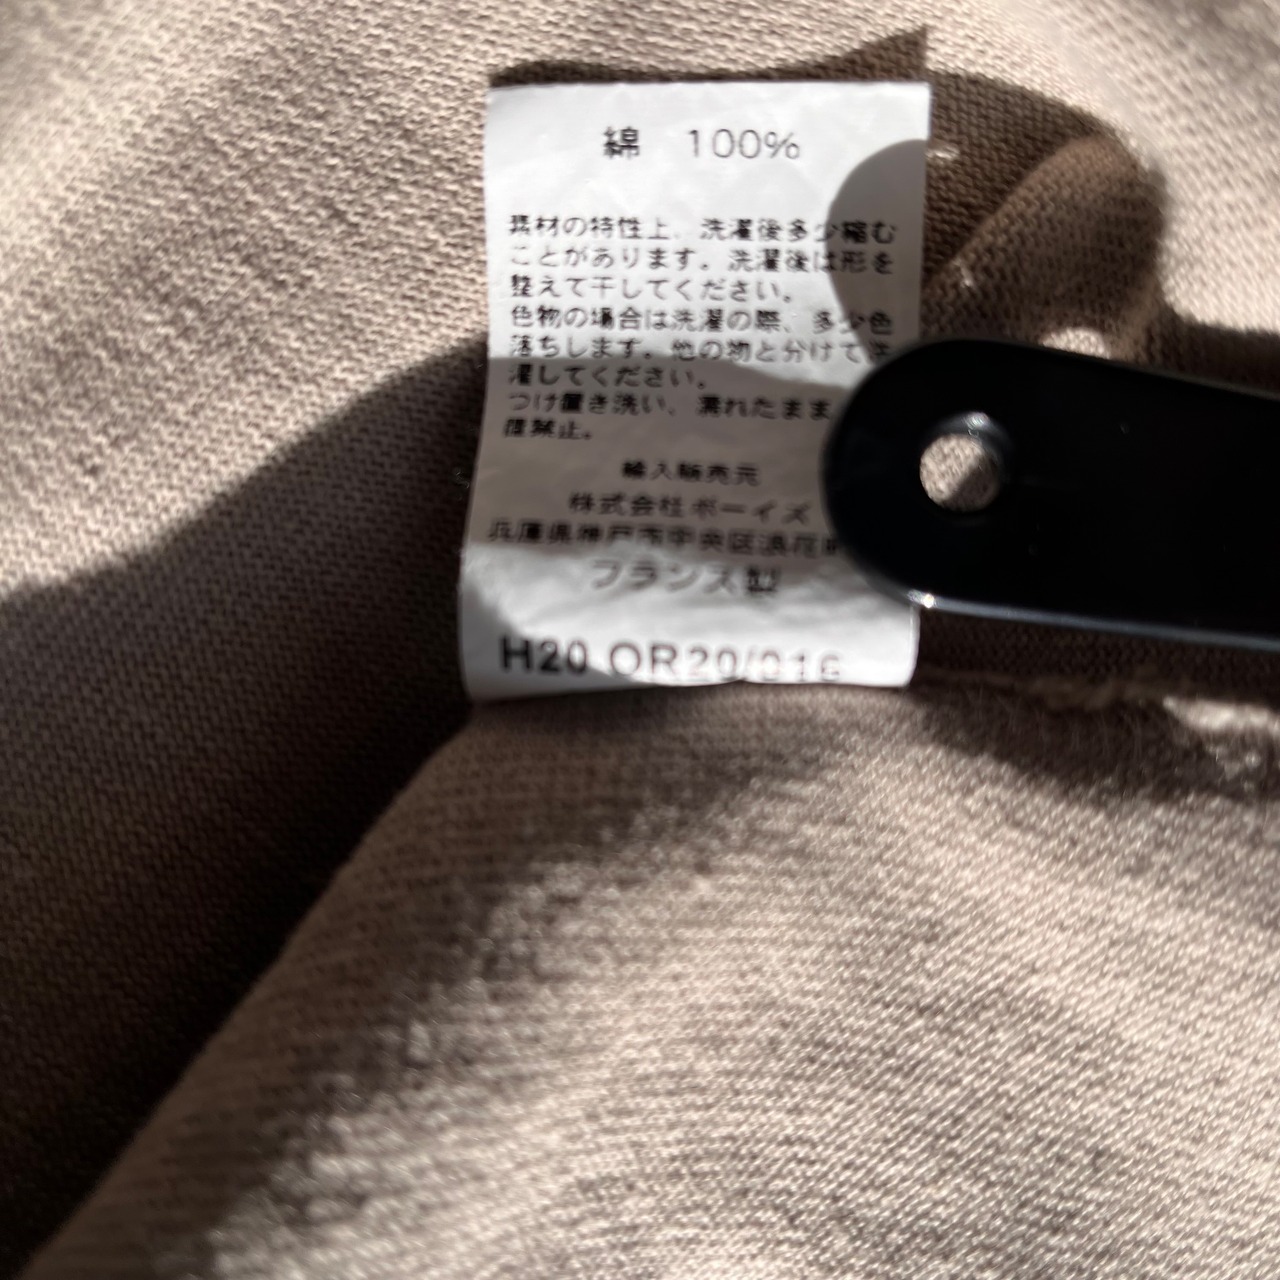 綿 100%
素材の特性上、洗濯後多少縮む
ことがあります。洗濯後は形を
整えて干してください。
色物の場合は洗濯の際、多少色
落ちします。他の物と分けて洗
濯してください。
つけ置き洗い、濡れたまま
置禁止。
輸入販売元
株式会社ボーイズ
兵庫県神戸市中央区浪花町
フランス製
H20 OR20/016